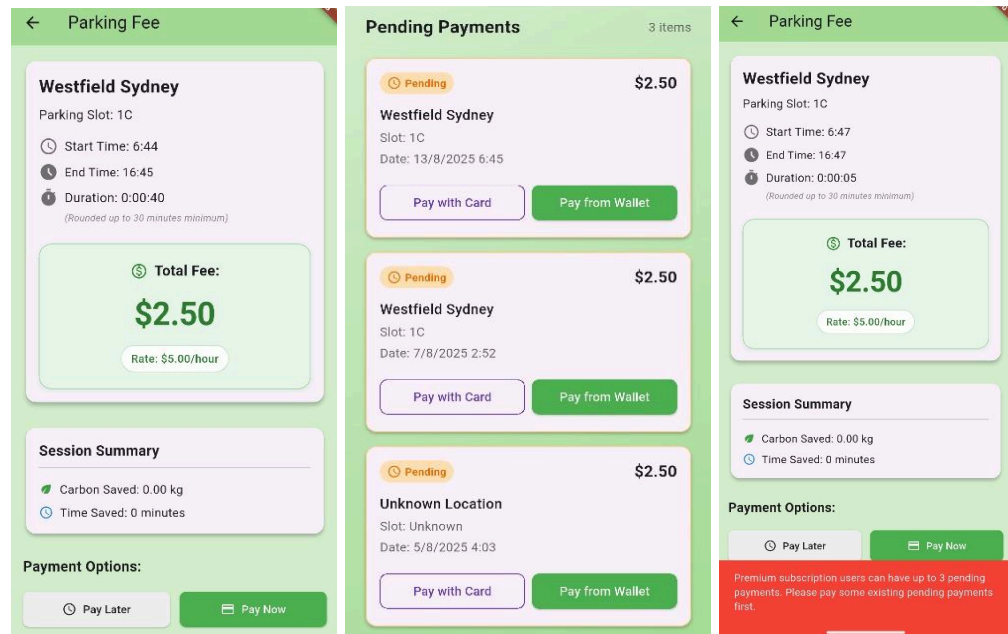 Parking Fee
Westfield Sydney
Parking Slot: 1C
Start Time: 6:44
End Time: 16:45
Duration: 0:00:40
(Rounded up to 30 minutes minimum)
Total Fee:
$2.50
Rate: $5.00/hour
Session Summary
Carbon Saved: 0.00 kg
Time Saved: 0 minutes
Payment Options:
Pay Later
Pay Now
Pending Payments
3 items
Pending
$2.50
Westfield Sydney
Slot: 1C
Date: 13/8/2025 6:45
Pay with Card
Pay from Wallet
Pending
$2.50
Westfield Sydney
Slot: 1C
Date: 7/8/2025 2:52
Pay with Card
Pay from Wallet
Pending
$2.50
Unknown Location
Slot: Unknown
Date: 5/8/2025 4:03
Pay with Card
Pay from Wallet
Parking Fee
Westfield Sydney
Parking Slot: 1C
Start Time: 6:47
End Time: 16:47
Duration: 0:00:05
(Rounded up to 30 minutes minimum)
Total Fee:
$2.50
Rate: $5.00/hour
Session Summary
Carbon Saved: 0.00 kg
Time Saved: 0 minutes
Payment Options:
Pay Later
Pay Now
Premium subscription users can have up to 3 pending
payments. Please pay some existing pending payments
first.